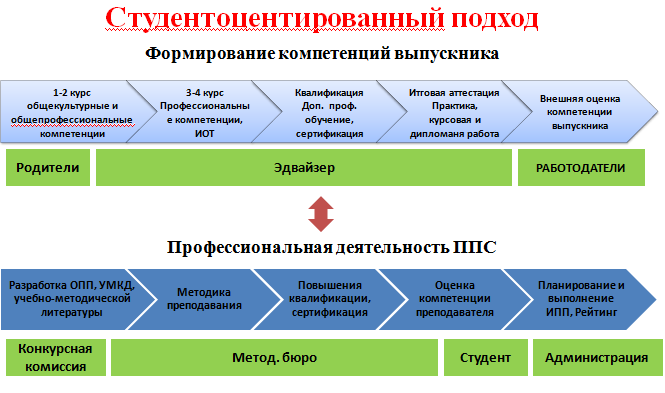 Студентоцентированный подход
Формирование компетенций выпускника
1-2 курс
общекультурные и
общепрофессиональные
компетенции
3-4 курс
Профессиональны
е компетенции,
ИОТ
Квалификация
Доп. проф.
обучение,
сертификация
Итговая аттестация
Практика,
курсовая и
дипломаня работа
Внешняя оценка
компетенции
выпускника
Родители
Эдвайзер
РАБОТОДАТЕЛИ
Профессиональная деятельность ППС
Разработка ОПП, УМКД,
учебно-методической
литературы
Методика
преподавания
Повышения
квалификации,
сертификация
Оценка
компетенции
преподавателя
Планирование и
выполнение
ИПП, Рейтинг
Конкурсная
комиссия
Метод. бюро
Студент
Администрация